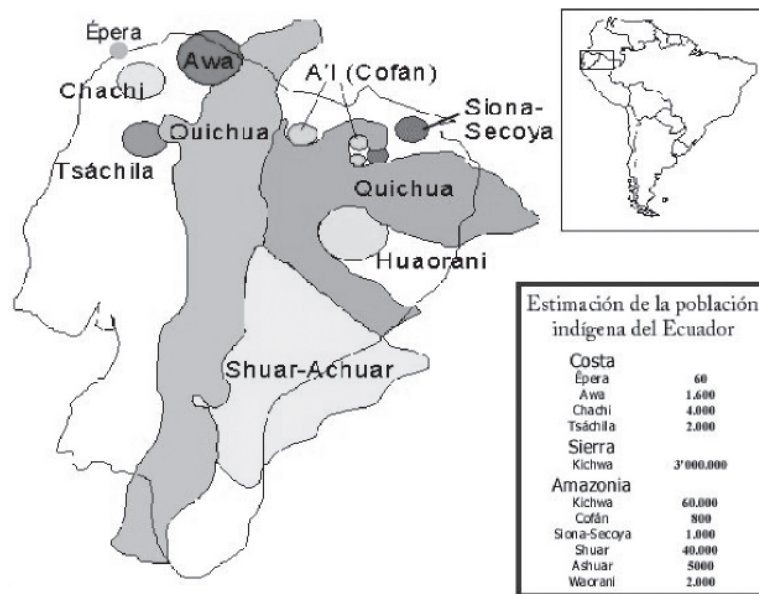 Épera
Awa
Chachi
A'I (Cofán)
Siona-
Secoya
Quichua
Tsáchila
Quichua
Huaorani
Shuar-Achuar
Estimación de la población
indígena del Ecuador
Costa
Épera 60
Awa 1.600
Chachi 4.000
Tsáchila 2.000
Sierra
Kichwa 3'000.000
Amazonia
Kichwa 60.000
Cofán 800
Siona-Secoya 1.000
Shuar 40.000
Ashuar 5000
Waorani 2.000